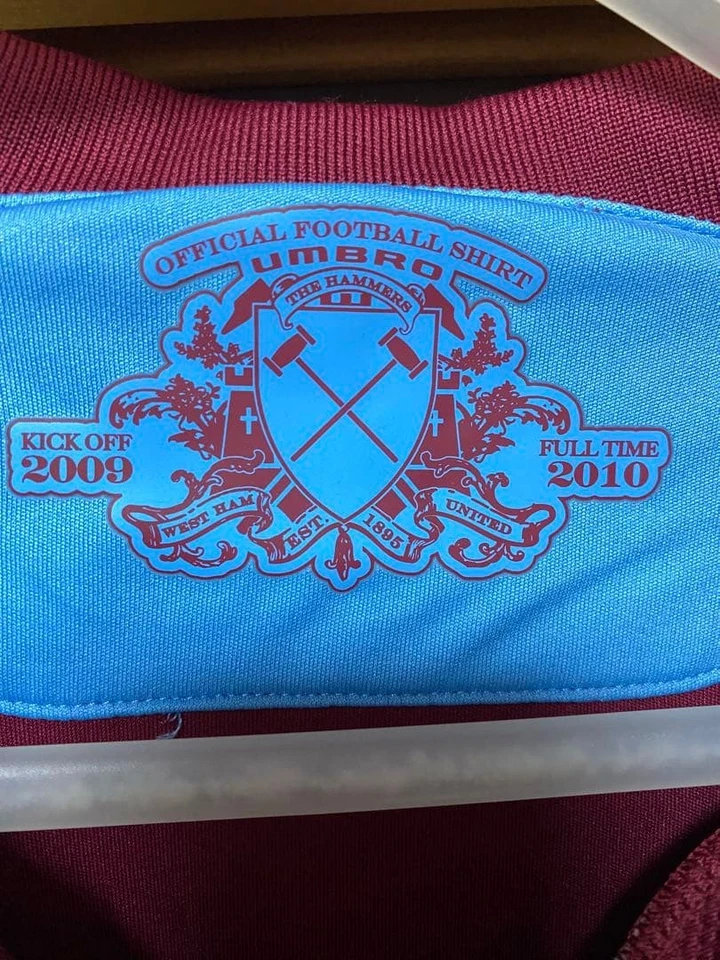 OFFICIAL FOOTBALL SHIRT
UMBRO
THE HAMMERS
KICK OFF
2009
FULL TIME
2010
WEST HAM
UNITED
EST. 1895